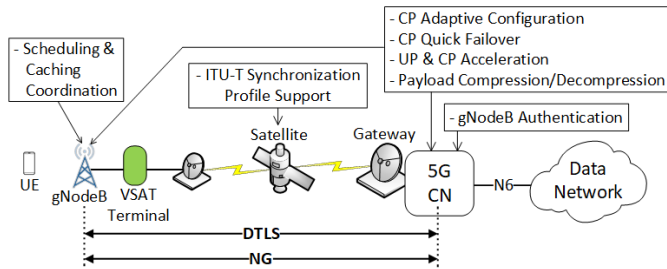 - Scheduling &
Caching
Coordination
- ITU-T Synchronization
Profile Support
- CP Adaptive Configuration
- CP Quick Failover
- UP & CP Acceleration
- Payload Compression/Decompression
- gNodeB Authentication
Satellite
Gateway
UE
gNodeB
VSAT
Terminal
5G
CN
N6
Data
Network
DTLS
NG